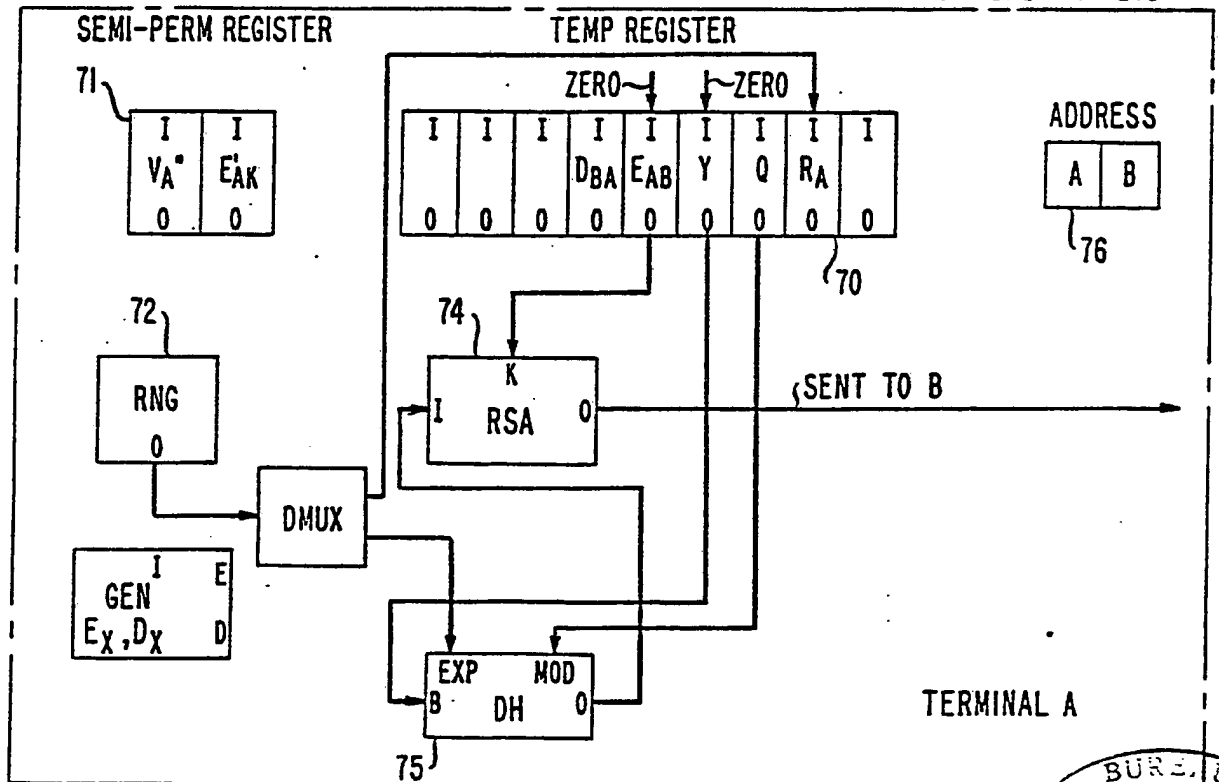 SEMI-PERM REGISTER
TEMP REGISTER
71
ZERO
ZERO
ADDRESS
I I
V_A" E'_AK
0 0
I I I I I I I I I
D_BA E_AB Y Q R_A
0 0 0 0 0 0 0 0 0
A B
76
70
72
74
RNG
0
K
I RSA 0
SENT TO B
DMUX
I E
GEN
E_X, D_X D
EXP MOD
B DH 0
75
TERMINAL A